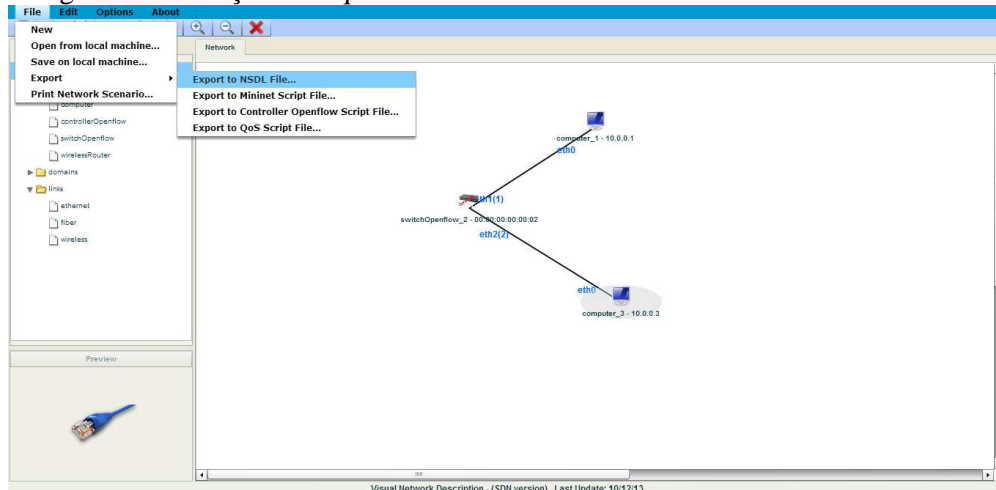 File Edit Options About
New
Open from local machine...
Save on local machine...
Export
Print Network Scenario...
Export to NSDL File...
Export to Mininet Script File...
Export to Controller Openflow Script File...
Export to QoS Script File...
Network
computer
controllerOpenflow
switchOpenflow
wirelessRouter
domains
links
ethernet
fiber
wireless
computer_1 - 10.0.0.1
eth0
eth1(1)
switchOpenflow_2 - 00:00:00:00:00:02
eth2(2)
eth0
computer_3 - 10.0.0.3
Preview
Visual Network Description - (SDN version) Last Update: 10/12/13